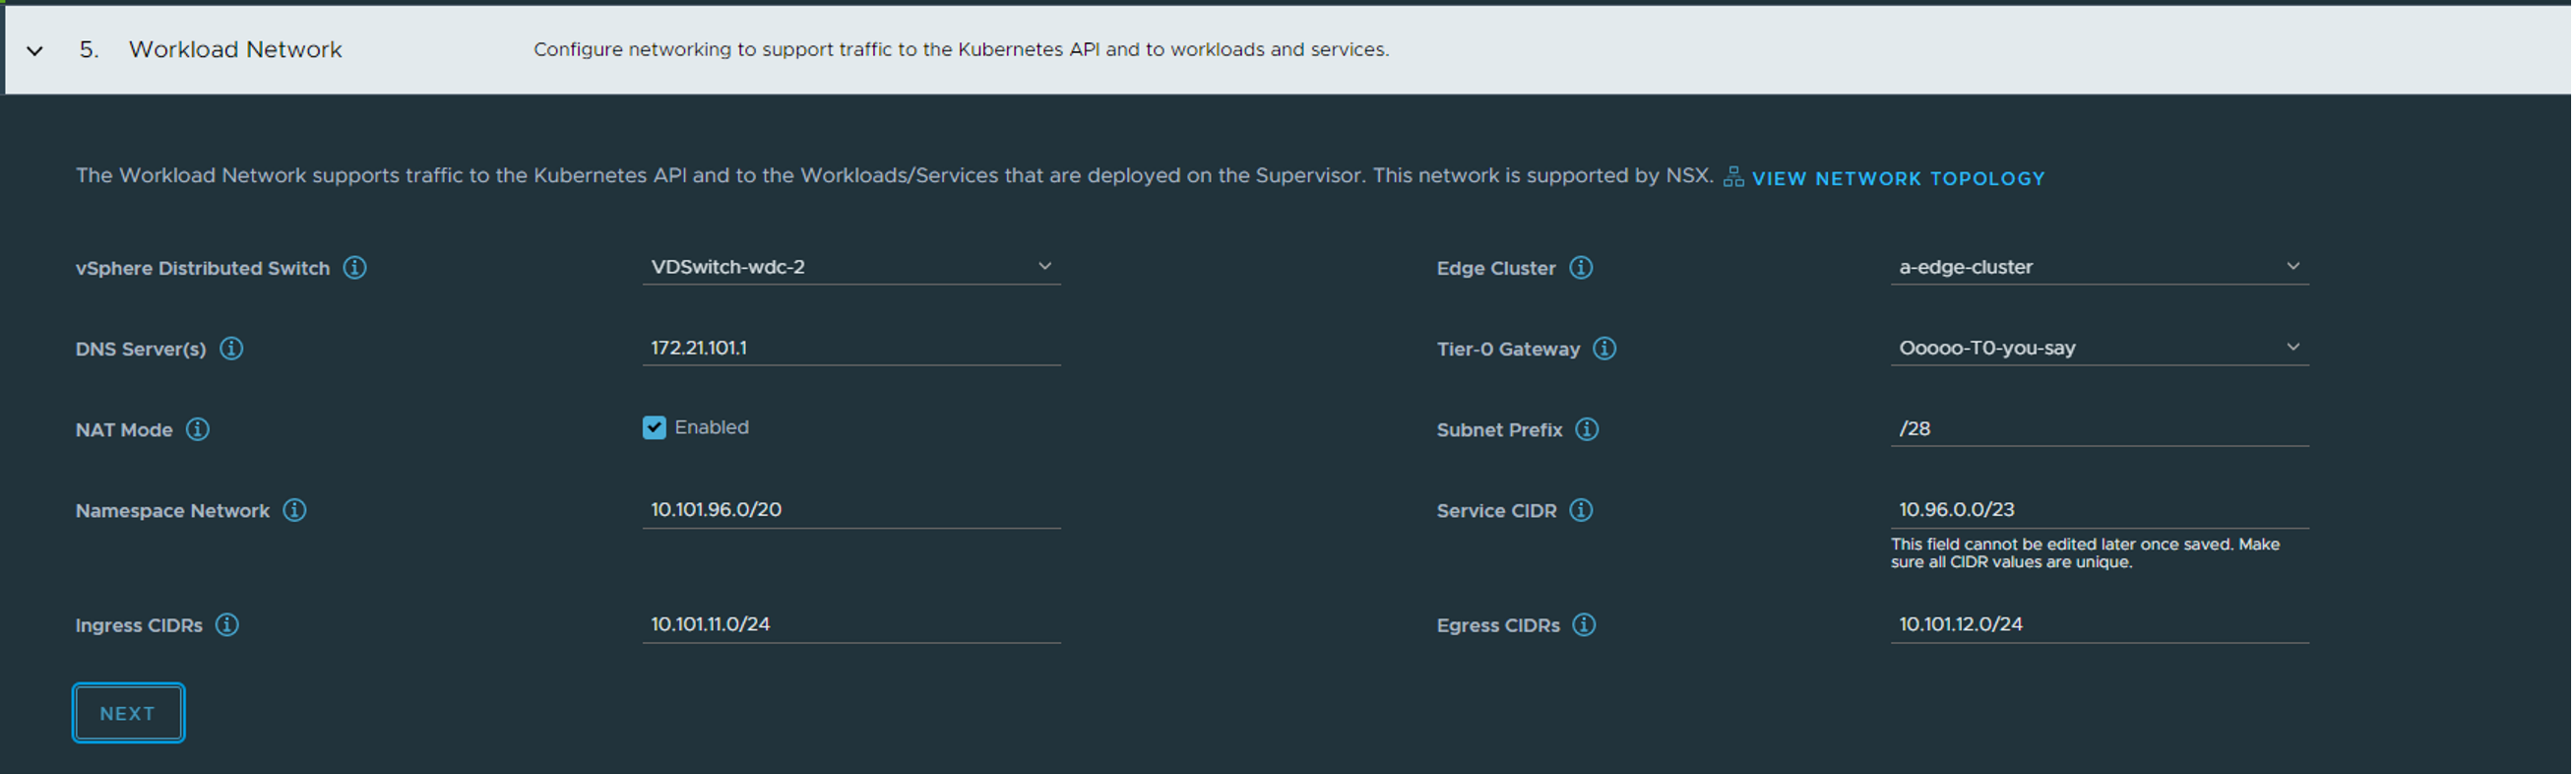 5. Workload Network Configure networking to support traffic to the Kubernetes API and to workloads and services.
The Workload Network supports traffic to the Kubernetes API and to the Workloads/Services that are deployed on the Supervisor. This network is supported by NSX. VIEW NETWORK TOPOLOGY
vSphere Distributed Switch VDSwitch-wdc-2 Edge Cluster a-edge-cluster
DNS Server(s) 172.21.101.1 Tier-0 Gateway Ooooo-T0-you-say
NAT Mode Enabled Subnet Prefix /28
Namespace Network 10.101.96.0/20 Service CIDR 10.96.0.0/23
This field cannot be edited later once saved. Make
sure all CIDR values are unique.
Ingress CIDRs 10.101.11.0/24 Egress CIDRs 10.101.12.0/24
NEXT